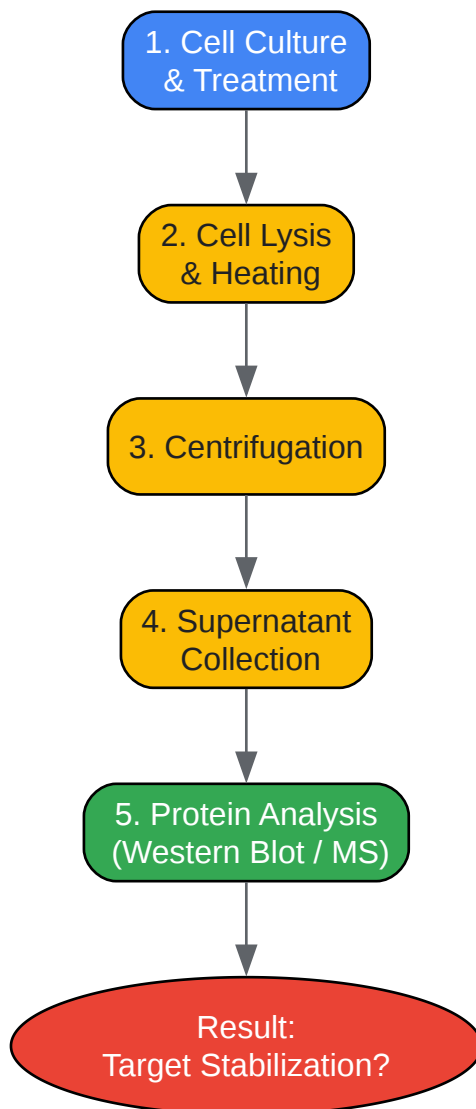 1. Cell Culture
& Treatment
2. Cell Lysis
& Heating
3. Centrifugation
4. Supernatant
Collection
5. Protein Analysis
(Western Blot / MS)
Result:
Target Stabilization?